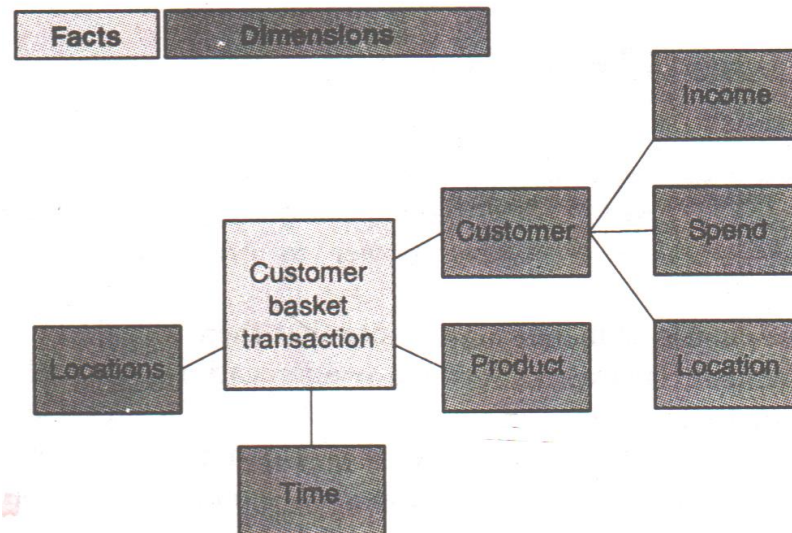 Facts
Dimensions
Income
Customer
Spend
Customer
basket
transaction
Locations
Product
Location
Time